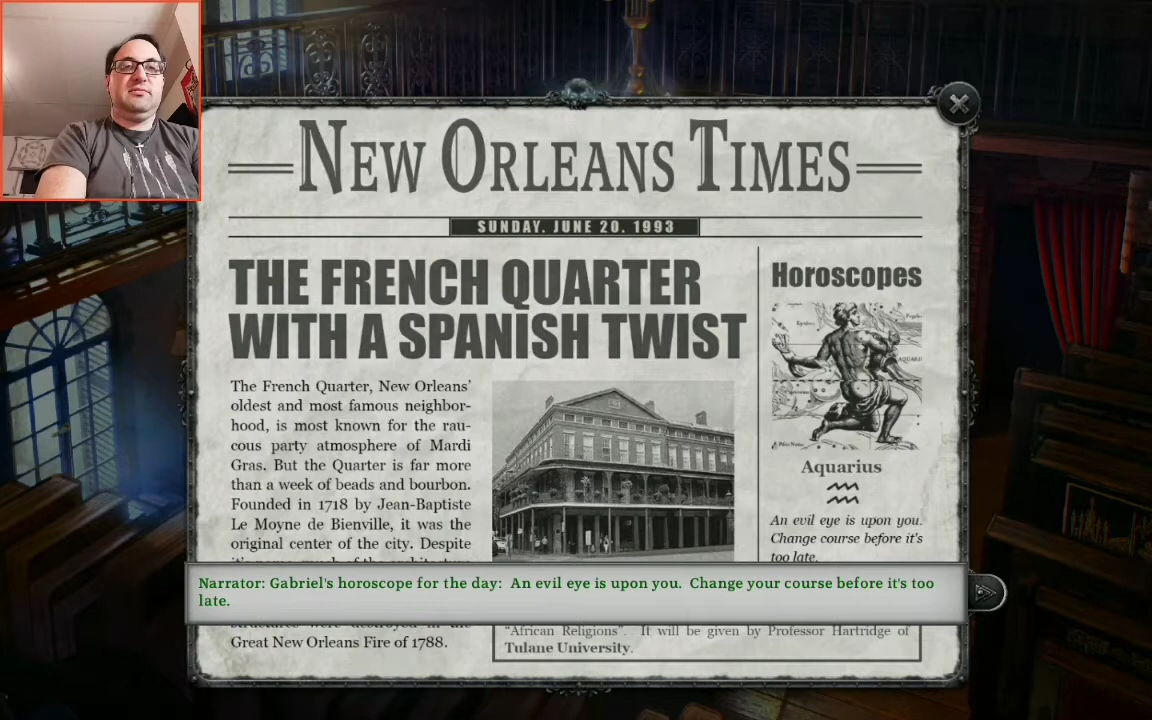 New Orleans Times
SUNDAY. JUNE 20. 1993
THE FRENCH QUARTER
WITH A SPANISH TWIST
The French Quarter, New Orleans'
oldest and most famous neighbor-
hood, is most known for the rau-
cous party atmosphere of Mardi
Gras. But the Quarter is far more
than a week of beads and bourbon.
Founded in 1718 by Jean-Baptiste
Le Moyne de Bienville, it was the
original center of the city. Despite
Great New Orleans Fire of 1788.
Horoscopes
Aquarius
An evil eye is upon you.
Change course before it's
too late.
Narrator: Gabriel's horoscope for the day: An evil eye is upon you. Change your course before it's too
late.
"African Religions". It will be given by Professor Hartridge of
Tulane University.